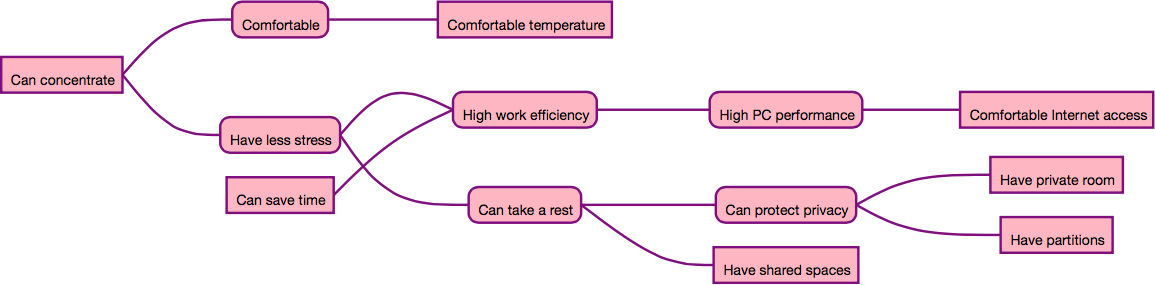 Comfortable
Comfortable temperature
Can concentrate
High work efficiency
High PC performance
Comfortable Internet access
Have less stress
Have private room
Can save time
Can take a rest
Can protect privacy
Have partitions
Have shared spaces